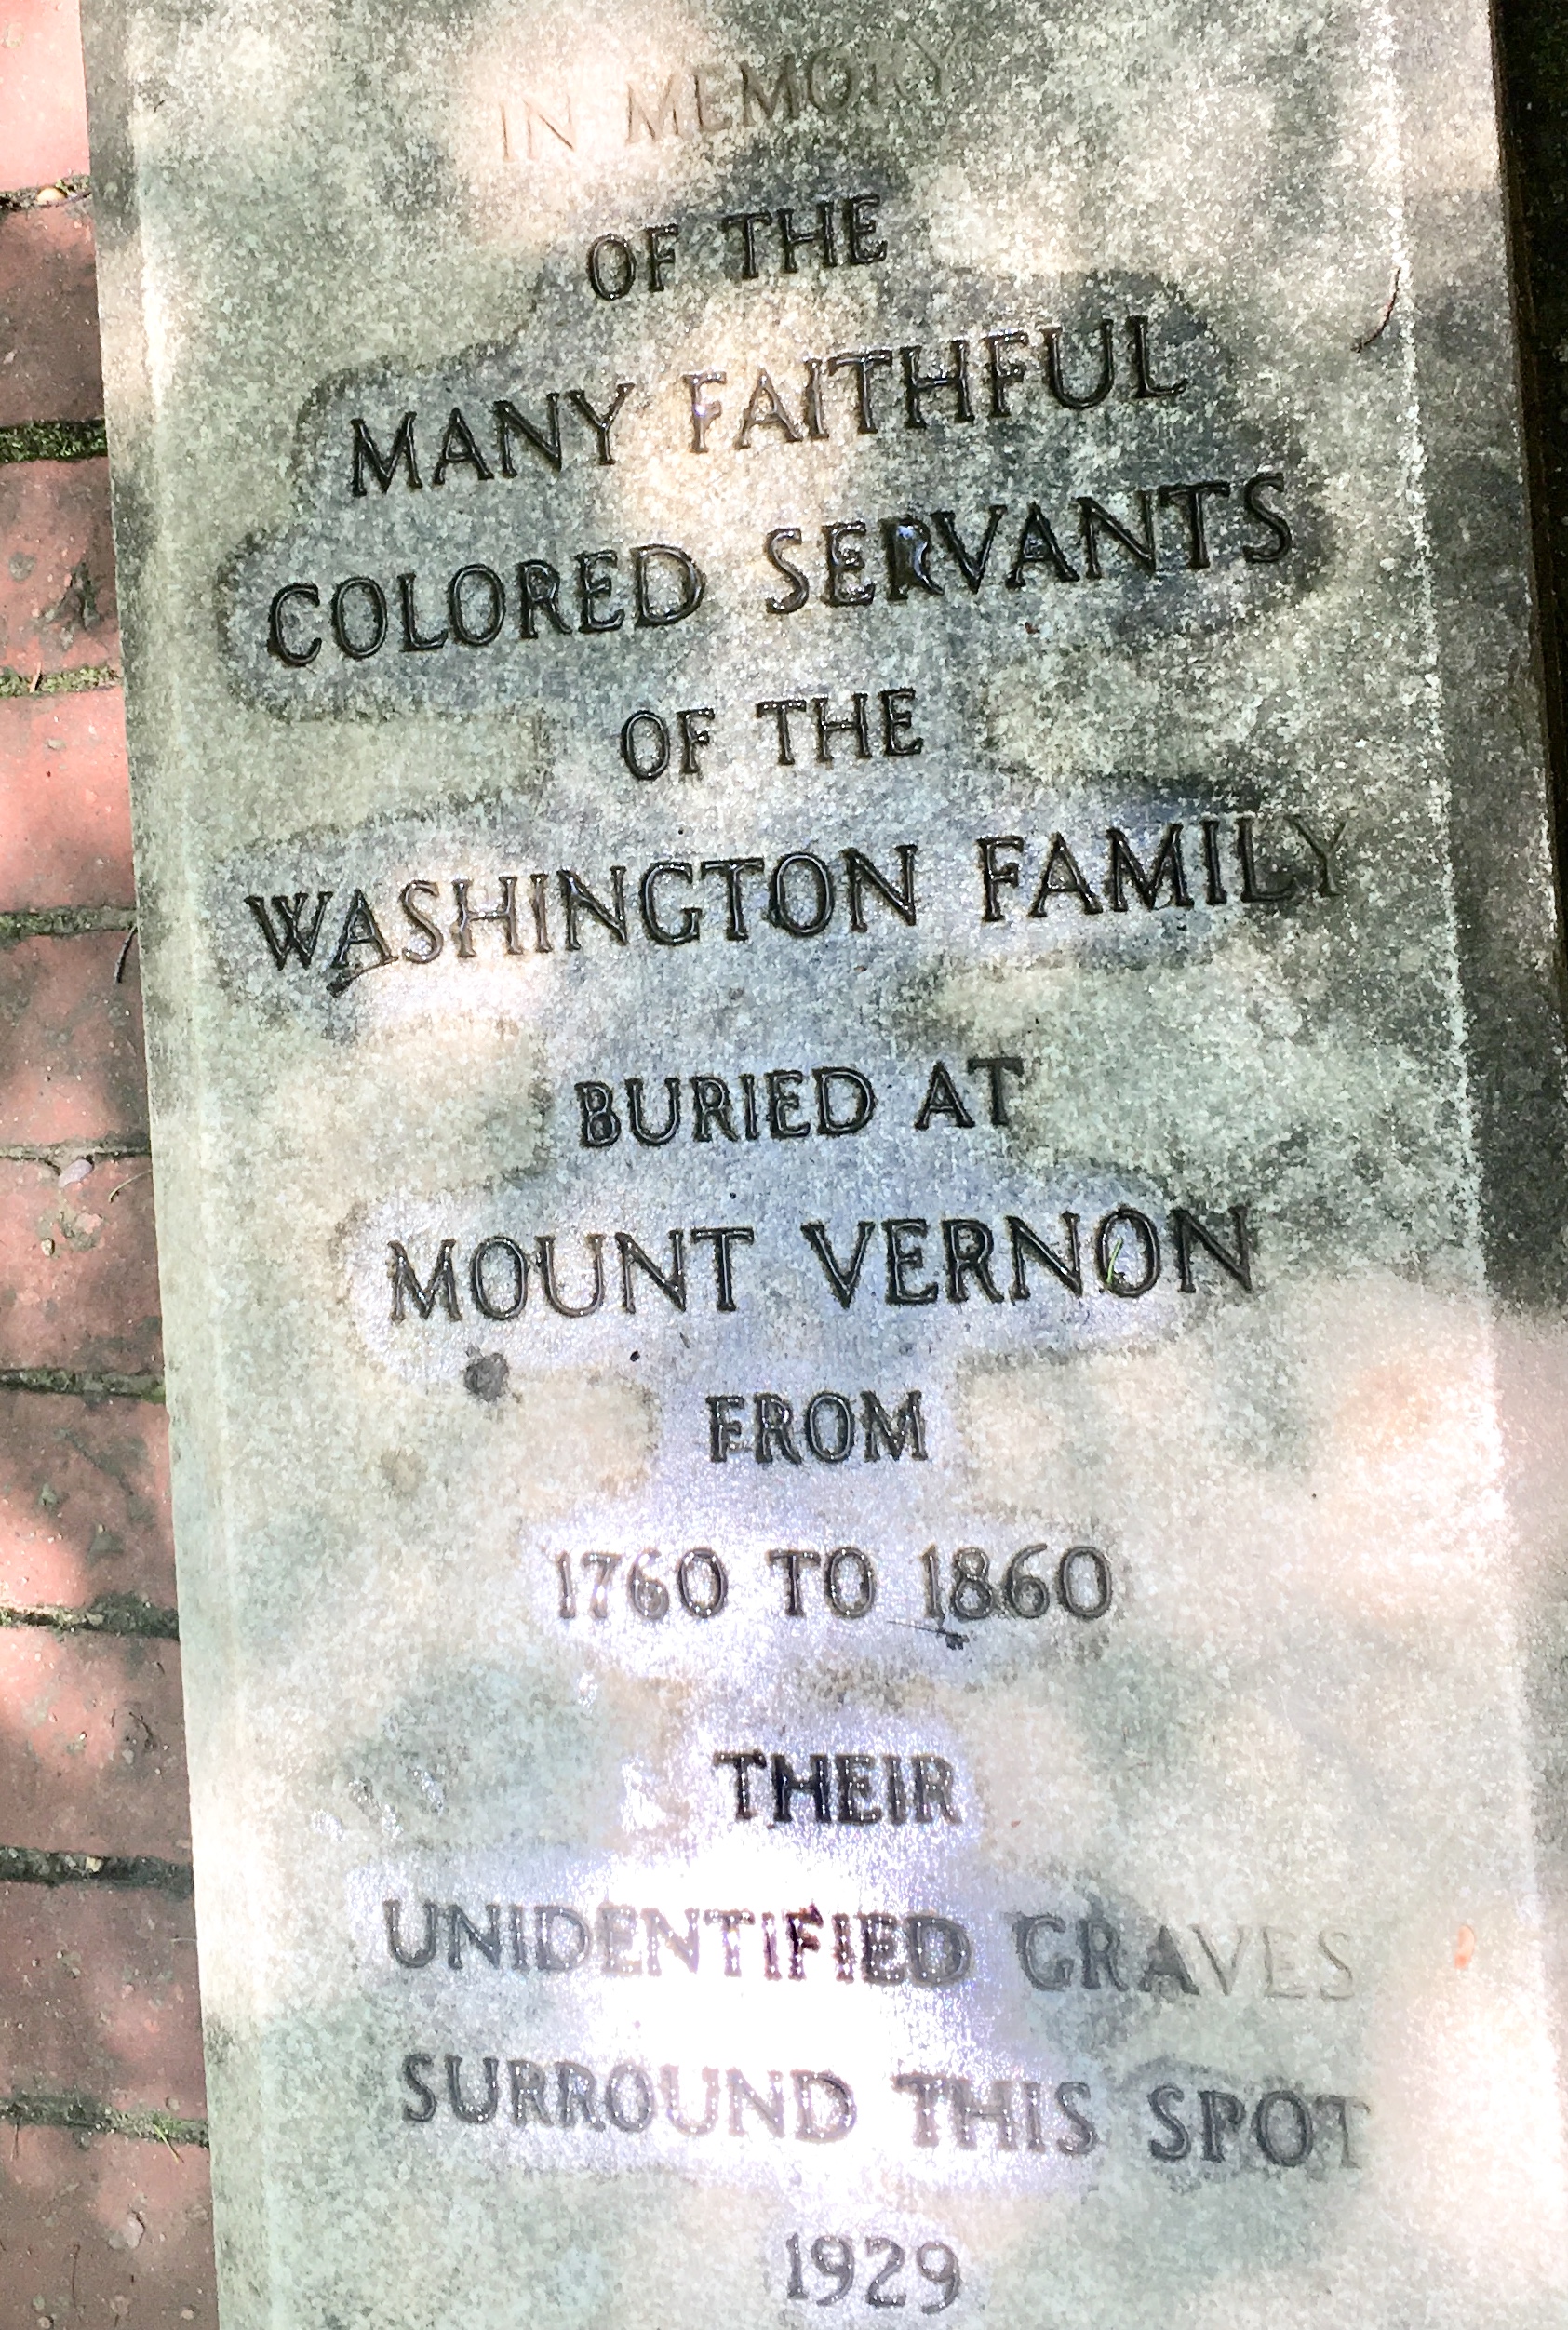 IN MEMORY
OF THE
MANY FAITHFUL
COLORED SERVANTS
OF THE
WASHINGTON FAMILY
BURIED AT
MOUNT VERNON
FROM
1760 TO 1860
THEIR
UNIDENTIFIED GRAVES
SURROUND THIS SPOT
1929